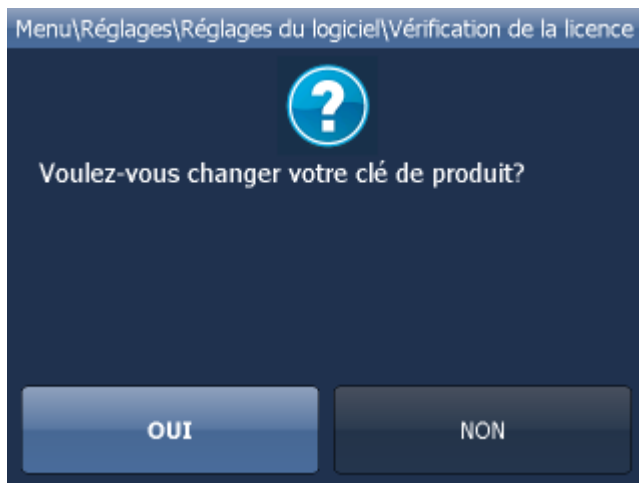 Menu\Réglages\Réglages du logiciel\Vérification de la licence
?
Voulez-vous changer votre clé de produit?
OUI
NON